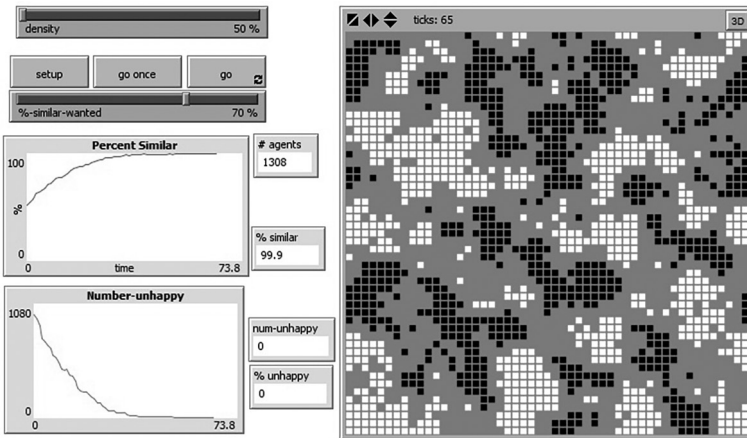 density 50 %
setup
go once
go
%-similar-wanted 70 %
Percent Similar
100
%
0
0 time 73.8
# agents
1308
% similar
99.9
Number-unhappy
1080
0
0 73.8
num-unhappy
0
% unhappy
0
ticks: 65
3D